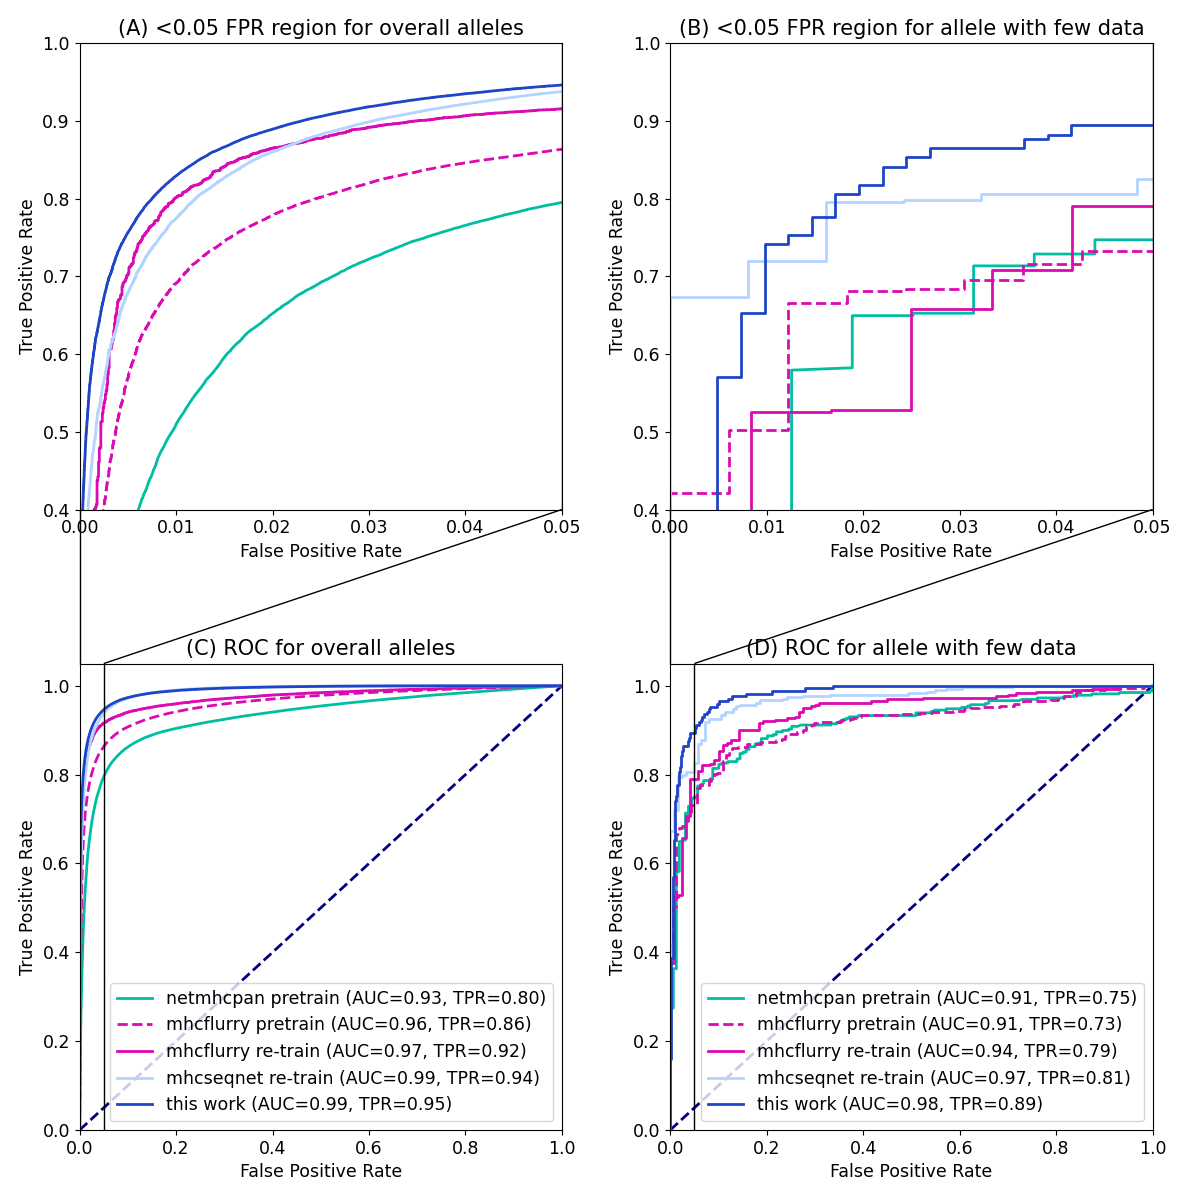 (A) <0.05 FPR region for overall alleles
1.0
0.9
0.8
0.7
0.6
0.5
0.4
True Positive Rate
0.00 0.01 0.02 0.03 0.04 0.05
False Positive Rate
(B) <0.05 FPR region for allele with few data
1.0
0.9
0.8
0.7
0.6
0.5
0.4
True Positive Rate
0.00 0.01 0.02 0.03 0.04 0.05
False Positive Rate
(C) ROC for overall alleles
1.0
0.8
0.6
0.4
0.2
0.0
True Positive Rate
netmhcpan pretrain (AUC=0.93, TPR=0.80)
mhcflurry pretrain (AUC=0.96, TPR=0.86)
mhcflurry re-train (AUC=0.97, TPR=0.92)
mhcseqnet re-train (AUC=0.99, TPR=0.94)
this work (AUC=0.99, TPR=0.95)
0.0 0.2 0.4 0.6 0.8 1.0
False Positive Rate
(D) ROC for allele with few data
1.0
0.8
0.6
0.4
0.2
0.0
True Positive Rate
netmhcpan pretrain (AUC=0.91, TPR=0.75)
mhcflurry pretrain (AUC=0.91, TPR=0.73)
mhcflurry re-train (AUC=0.94, TPR=0.79)
mhcseqnet re-train (AUC=0.97, TPR=0.81)
this work (AUC=0.98, TPR=0.89)
0.0 0.2 0.4 0.6 0.8 1.0
False Positive Rate